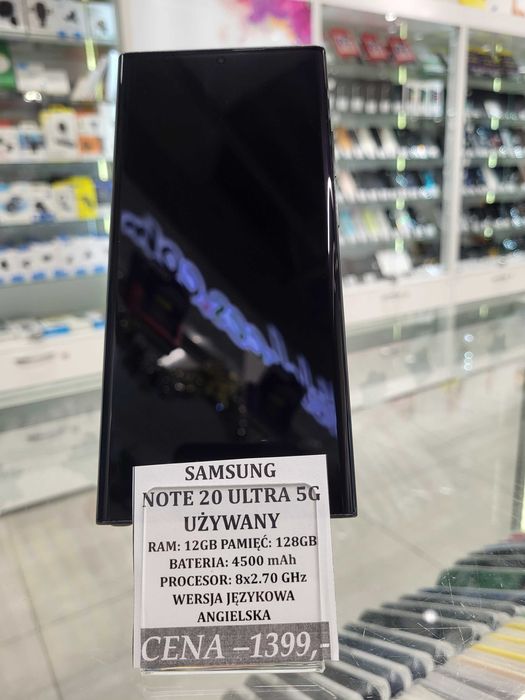 SAMSUNG
NOTE 20 ULTRA 5G
UŻYWANY
RAM: 12GB PAMIĘĆ: 128GB
BATERIA: 4500 mAh
PROCESOR: 8x2.70 GHz
WERSJA JĘZYKOWA
ANGIELSKA
CENA –1399,-